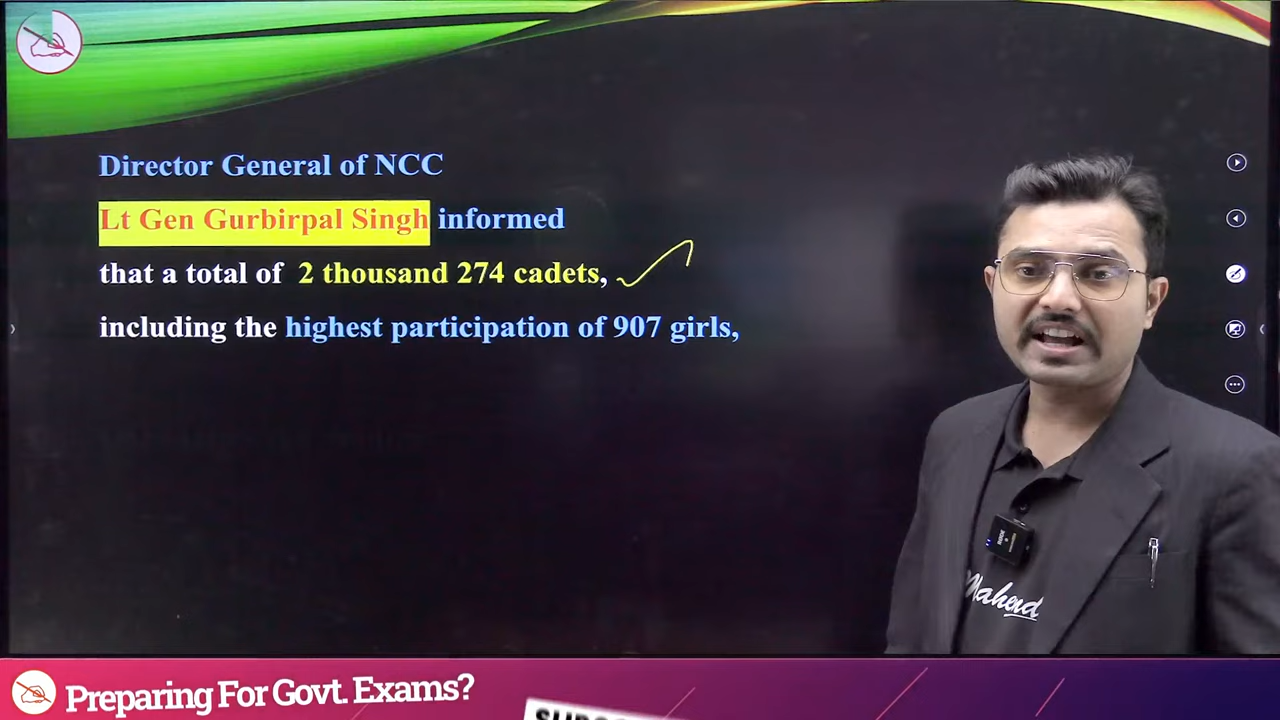 Director General of NCC
Lt Gen Gurbirpal Singh informed
that a total of 2 thousand 274 cadets,
including the highest participation of 907 girls,
Mahend
Preparing For Govt. Exams?